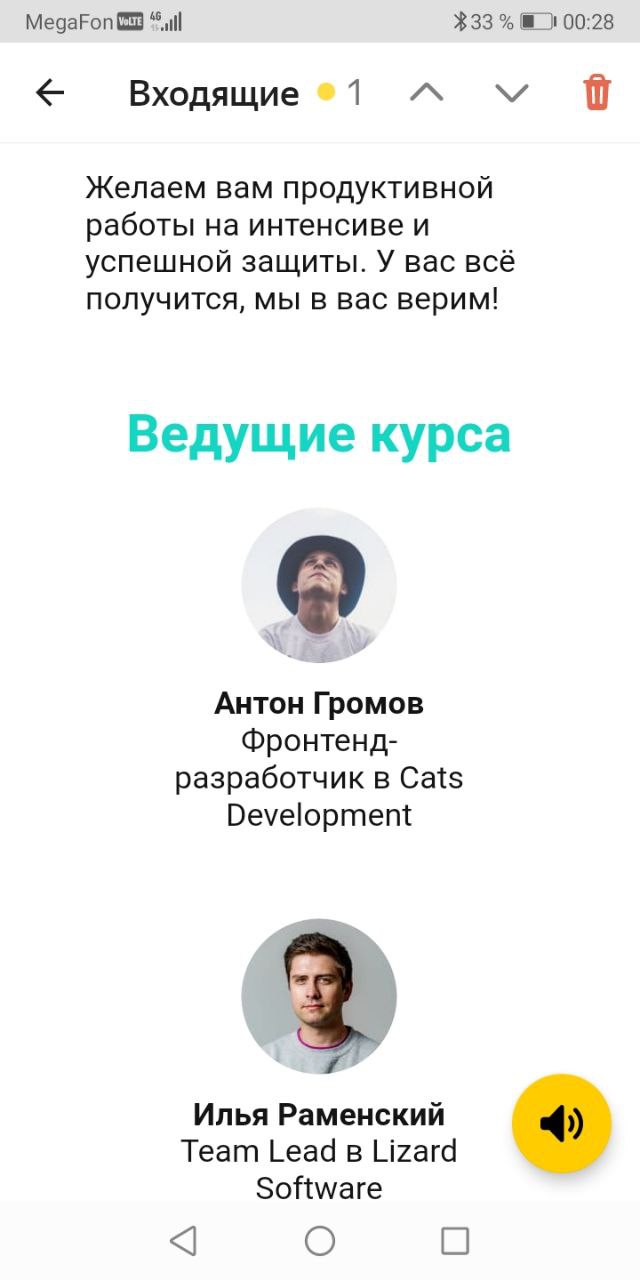 MegaFon VoLTE 4G 33 % 00:28
Входящие 1
Желаем вам продуктивной
работы на интенсиве и
успешной защиты. У вас всё
получится, мы в вас верим!
Ведущие курса
Антон Громов
Фронтенд-
разработчик в Cats
Development
Илья Раменский
Team Lead в Lizard
Software